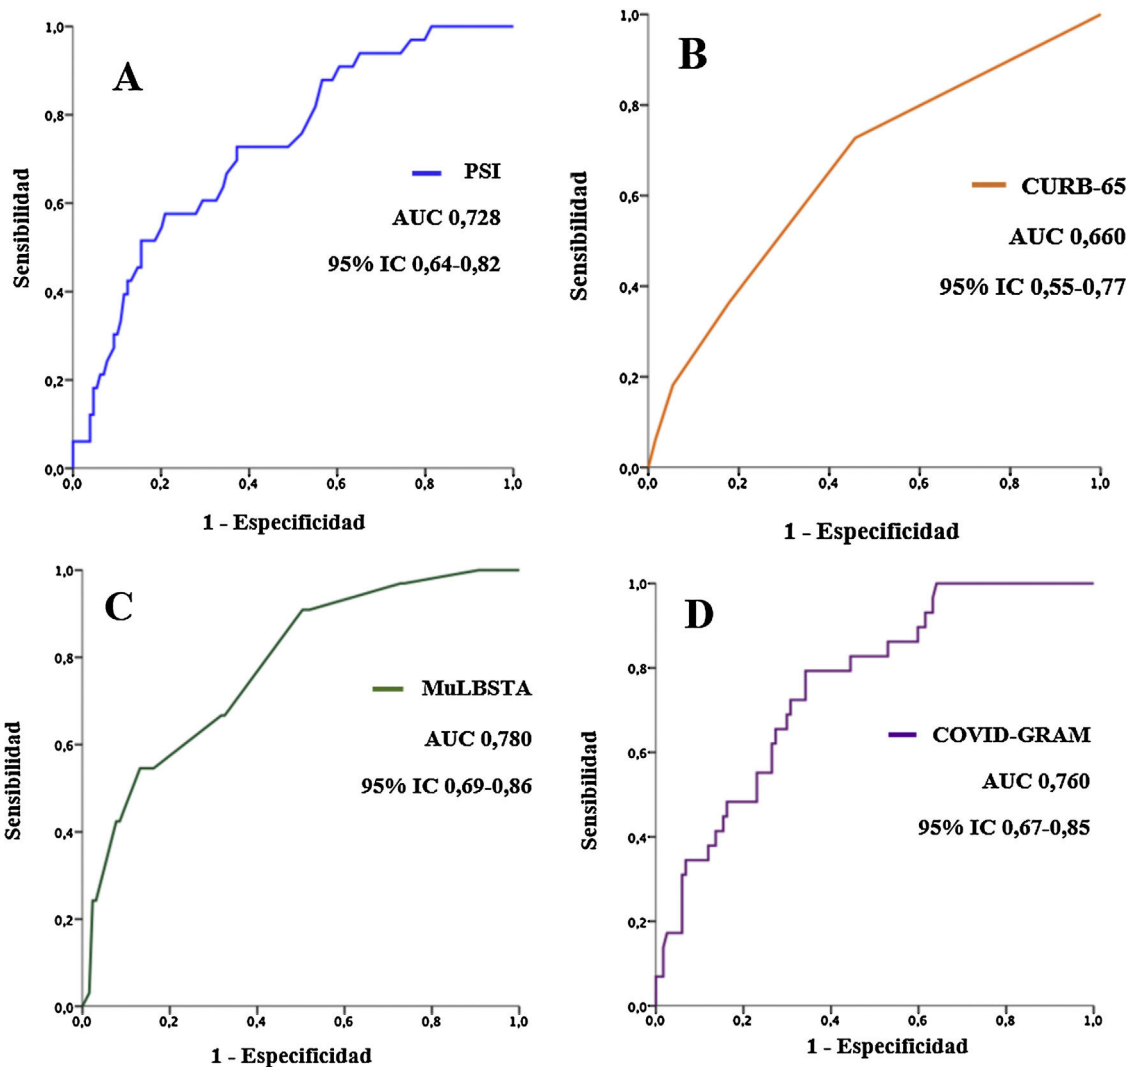 A
Sensibilidad
1,0
0,8
0,6
0,4
0,2
0,0
0,0 0,2 0,4 0,6 0,8 1,0
1 - Especificidad
PSI
AUC 0,728
95% IC 0,64-0,82
B
Sensibilidad
1,0
0,8
0,6
0,4
0,2
0,0
0,0 0,2 0,4 0,6 0,8 1,0
1 - Especificidad
CURB-65
AUC 0,660
95% IC 0,55-0,77
C
Sensibilidad
1,0
0,8
0,6
0,4
0,2
0,0
0,0 0,2 0,4 0,6 0,8 1,0
1 - Especificidad
MuLBSTA
AUC 0,780
95% IC 0,69-0,86
D
Sensibilidad
1,0
0,8
0,6
0,4
0,2
0,0
0,0 0,2 0,4 0,6 0,8 1,0
1 - Especificidad
COVID-GRAM
AUC 0,760
95% IC 0,67-0,85